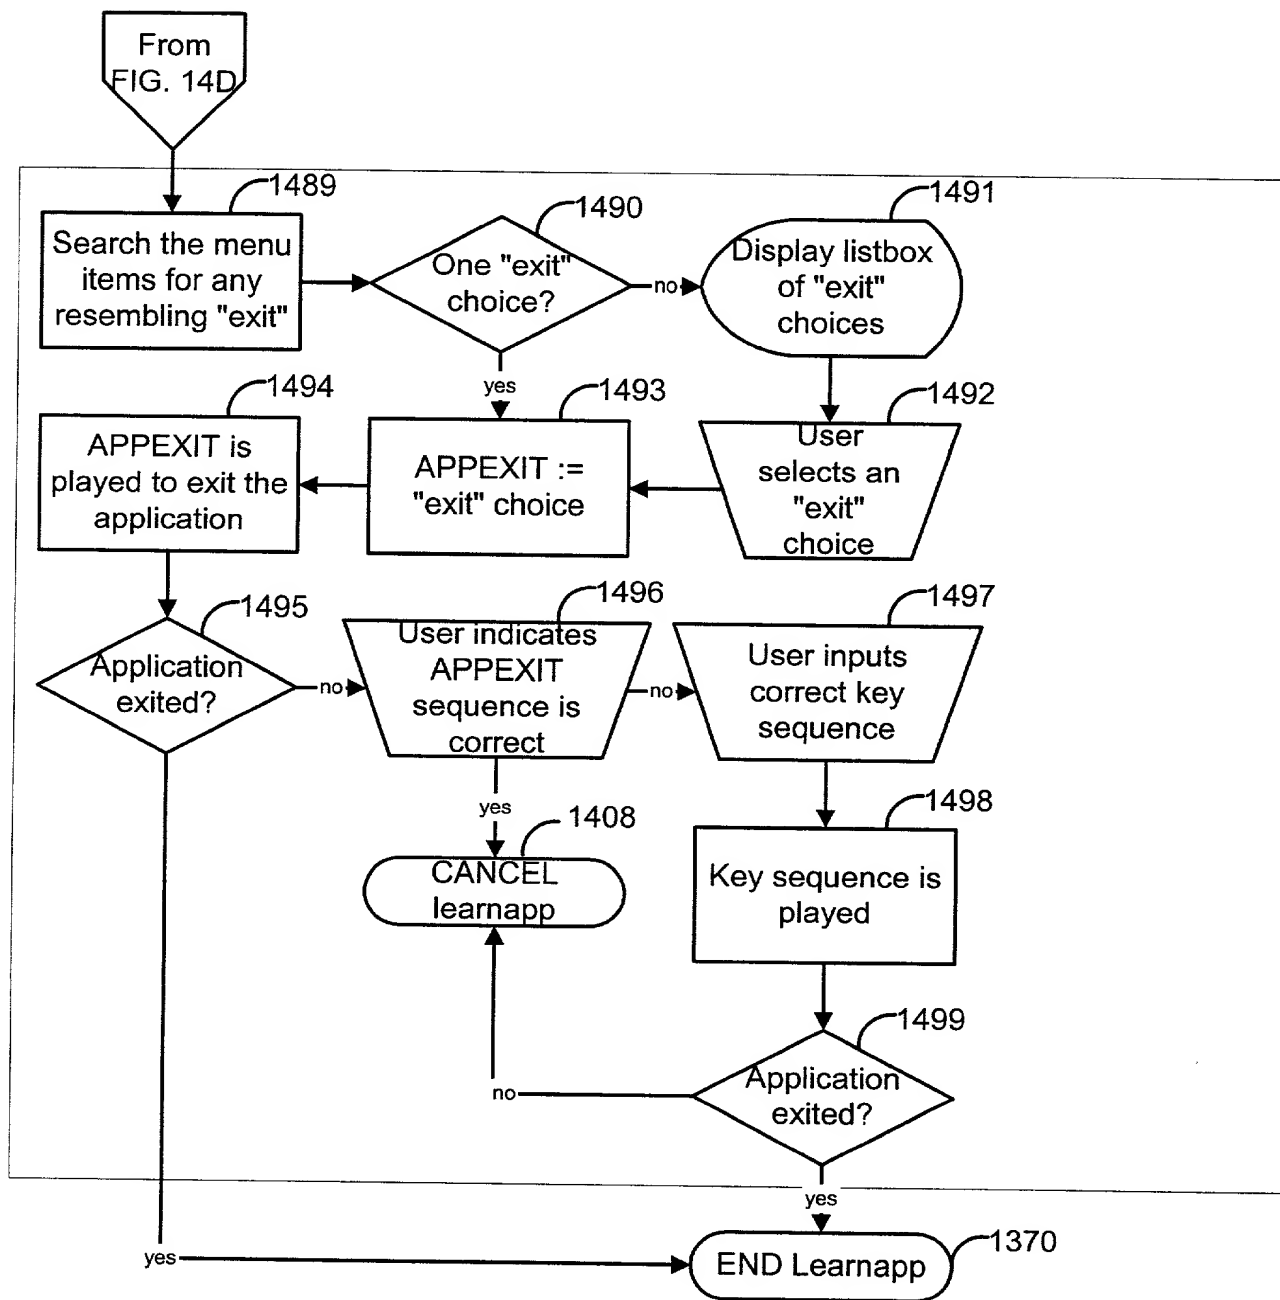 From
FIG. 14D
1489
Search the menu
items for any
resembling "exit"
1490
One "exit"
choice?
no
1491
Display listbox
of "exit"
choices
yes
1494
APPEXIT is
played to exit the
application
1493
APPEXIT :=
"exit" choice
1492
User
selects an
"exit"
choice
1495
Application
exited?
no
1496
User indicates
APPEXIT
sequence is
correct
no
1497
User inputs
correct key
sequence
yes
1408
CANCEL
learnapp
1498
Key sequence is
played
1499
Application
exited?
no
yes
yes
1370
END Learnapp